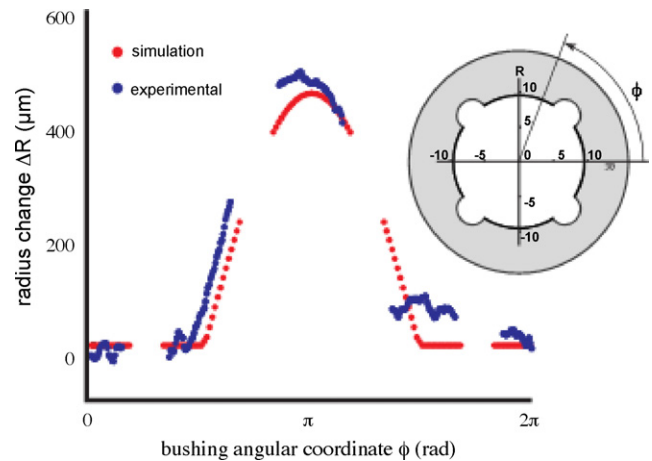 600
400
200
0
radius change ΔR (µm)
simulation
experimental
0
π
2π
bushing angular coordinate ϕ (rad)
R
10
5
-10
-5
0
5
10
-5
-10
ϕ